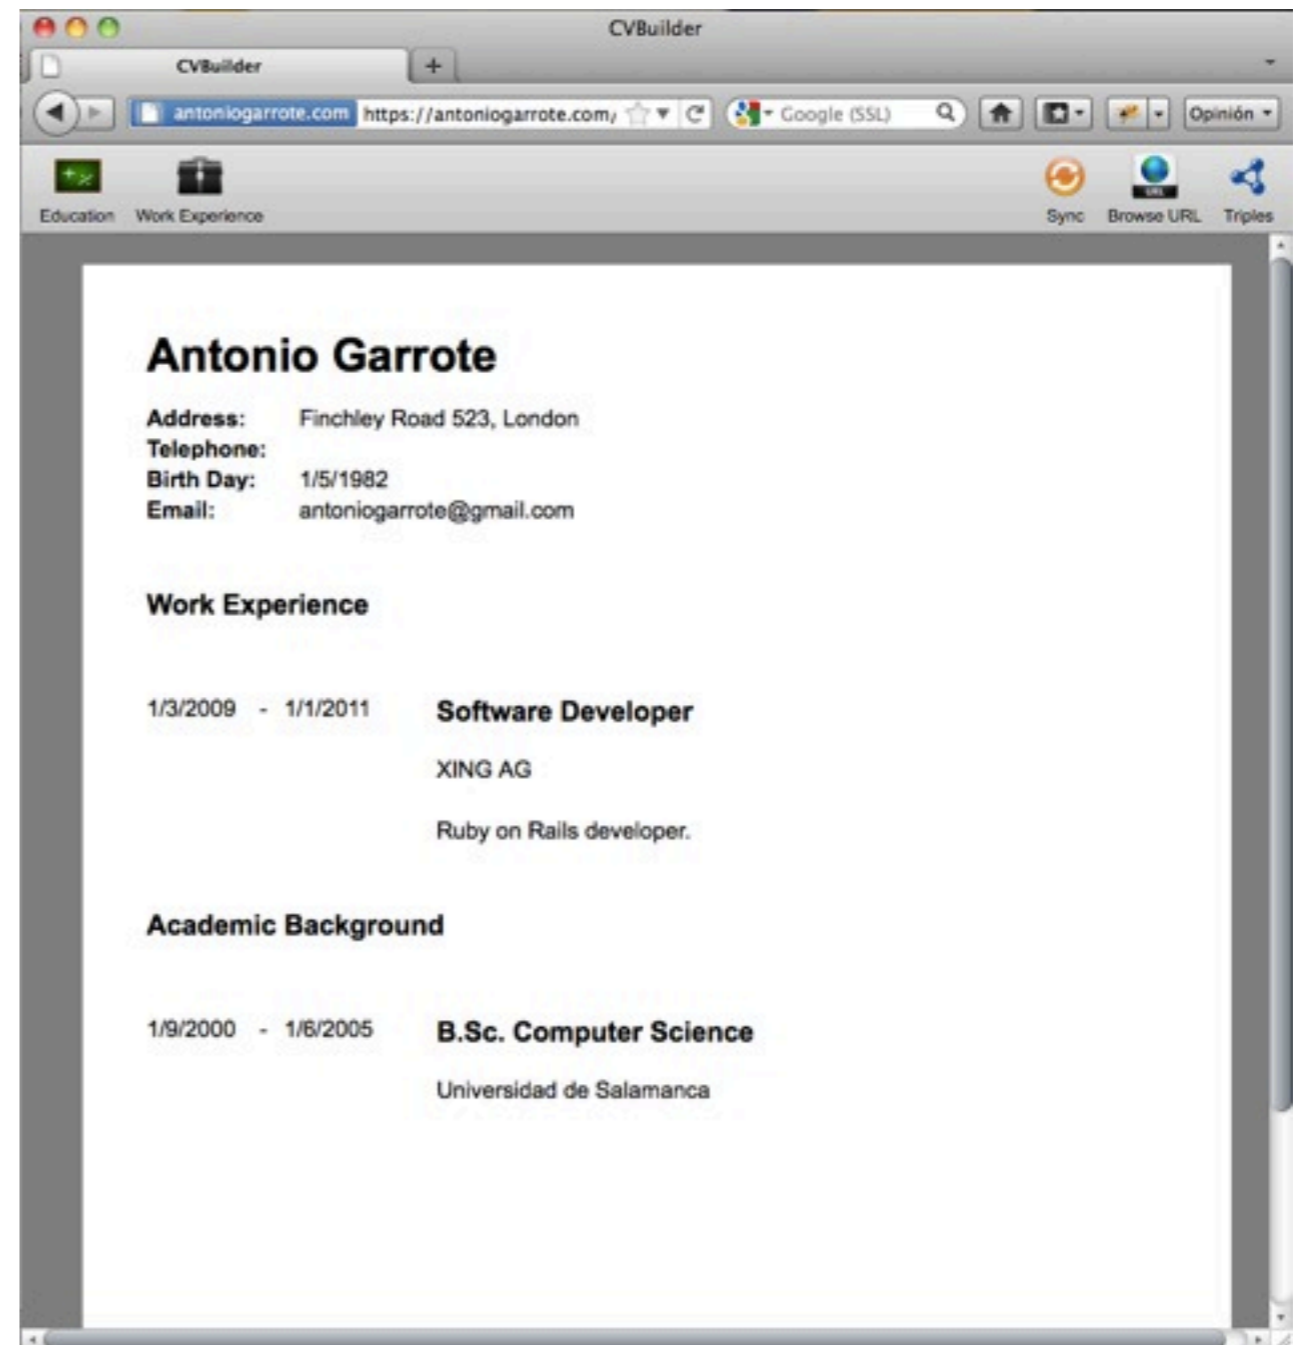 CVBuilder
CVBuilder +
antoniogarrote.com https://antoniogarrote.com/ Google (SSL) Opinión
URL
Education Work Experience Sync Browse URL Triples
Antonio Garrote
Address: Finchley Road 523, London
Telephone:
Birth Day: 1/5/1982
Email: antoniogarrote@gmail.com
Work Experience
1/3/2009 - 1/1/2011 Software Developer
XING AG
Ruby on Rails developer.
Academic Background
1/9/2000 - 1/6/2005 B.Sc. Computer Science
Universidad de Salamanca